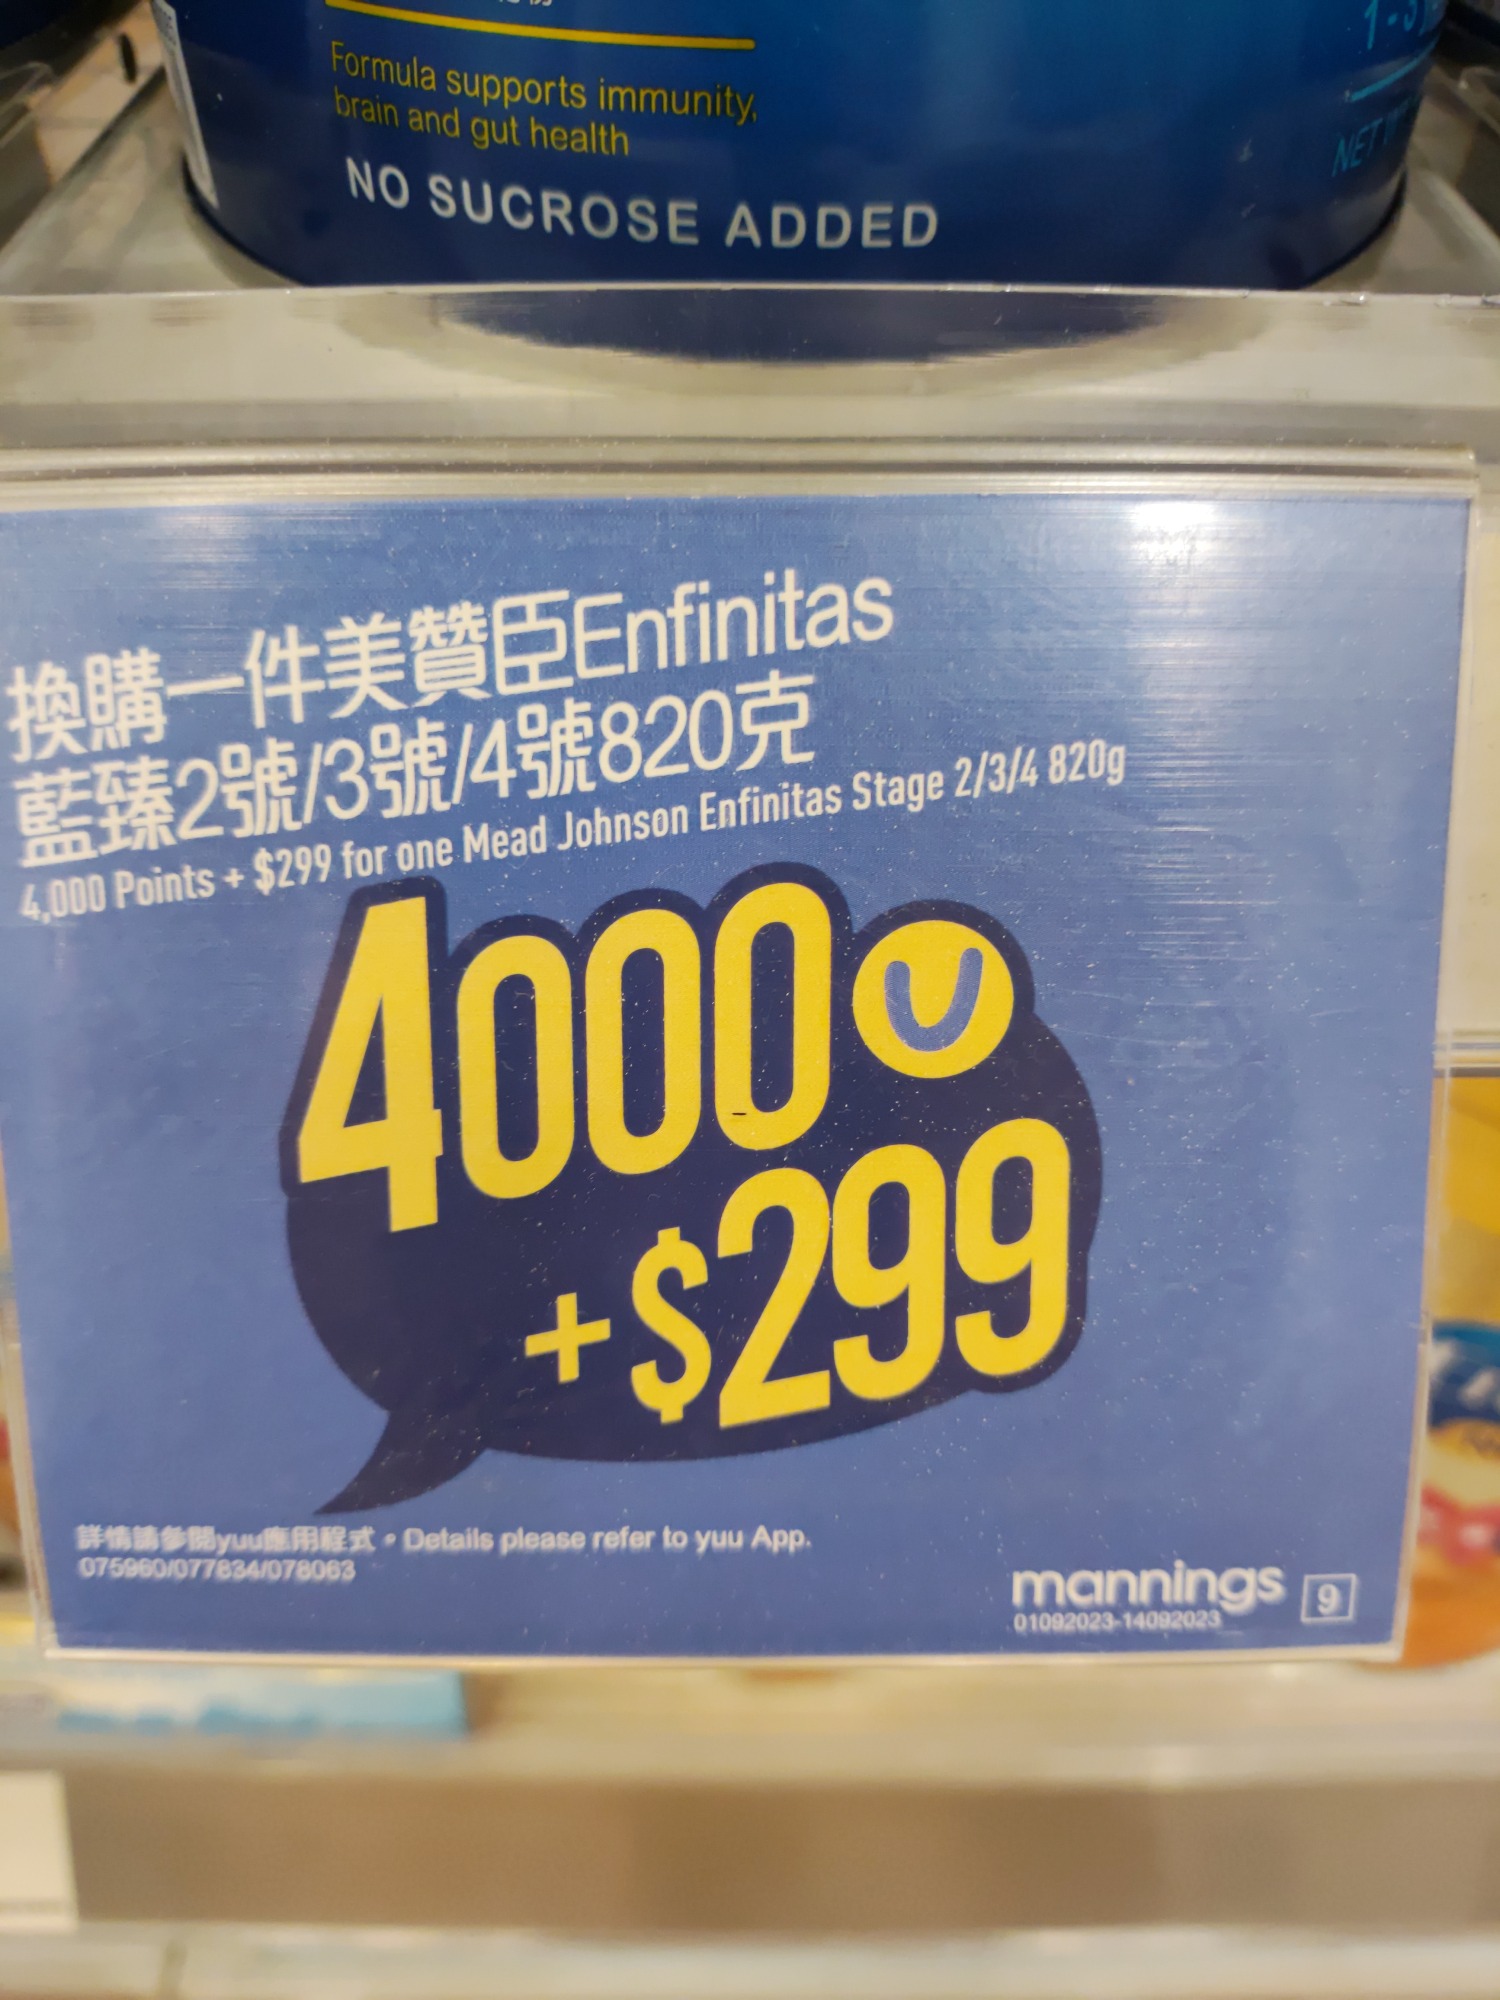 1-3
Formula supports immunity,
brain and gut health
NET
NO SUCROSE ADDED
換購一件美贊臣Enfinitas
藍臻2號/3號/4號820克
4,000 Points + $299 for one Mead Johnson Enfinitas Stage 2/3/4 820g
4000 U
+$299
詳情請參閱yuu應用程式。Details please refer to yuu App.
075960/077834/078063
mannings 9
01092023-14092023